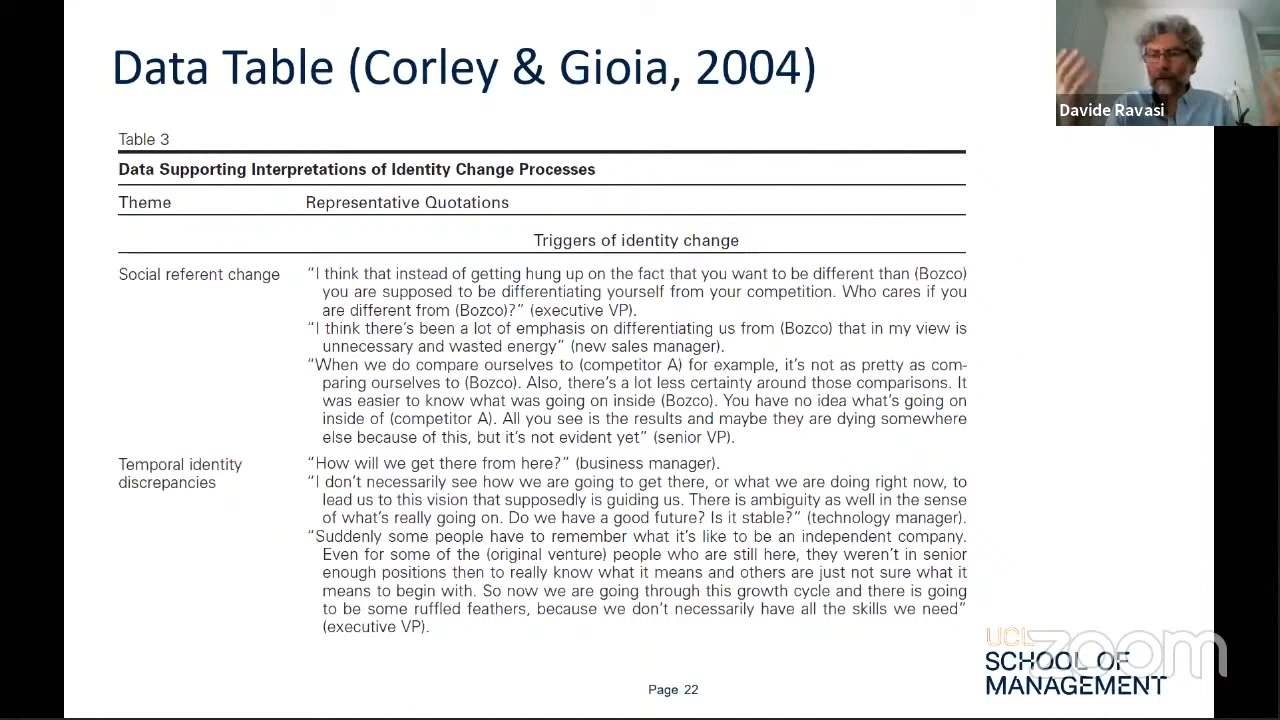 Data Table (Corley & Gioia, 2004)
Davide Ravasi
Table 3
Data Supporting Interpretations of Identity Change Processes
Theme Representative Quotations
Triggers of identity change
Social referent change "I think that instead of getting hung up on the fact that you want to be different than (Bozco)
you are supposed to be differentiating yourself from your competition. Who cares if you
are different from (Bozco)?" (executive VP).
"I think there's been a lot of emphasis on differentiating us from (Bozco) that in my view is
unnecessary and wasted energy" (new sales manager).
"When we do compare ourselves to (competitor A) for example, it's not as pretty as com-
paring ourselves to (Bozco). Also, there's a lot less certainty around those comparisons. It
was easier to know what was going on inside (Bozco). You have no idea what's going on
inside of (competitor A). All you see is the results and maybe they are dying somewhere
else because of this, but it's not evident yet" (senior VP).
Temporal identity "How will we get there from here?" (business manager).
discrepancies "I don't necessarily see how we are going to get there, or what we are doing right now, to
lead us to this vision that supposedly is guiding us. There is ambiguity as well in the sense
of what's really going on. Do we have a good future? Is it stable?" (technology manager).
"Suddenly some people have to remember what it's like to be an independent company.
Even for some of the (original venture) people who are still here, they weren't in senior
enough positions then to really know what it means and others are just not sure what it
means to begin with. So now we are going through this growth cycle and there is going
to be some ruffled feathers, because we don't necessarily have all the skills we need"
(executive VP).
UCL
SCHOOL OF
MANAGEMENT
zoom
Page 22